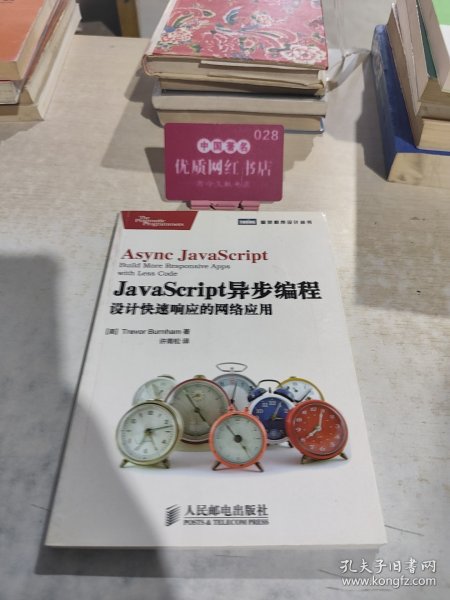 028
中国著名
优质网红书店
The Pragmatic
Programmers
TURING
图灵程序设计丛书
Async JavaScript
Build More Responsive Apps
with Less Code
JavaScript异步编程
设计快速响应的网络应用
[美] Trevor Burnham 著
许青松 译
人民邮电出版社
POSTS & TELECOM PRESS
孔夫子旧书网
www.kongfz.com